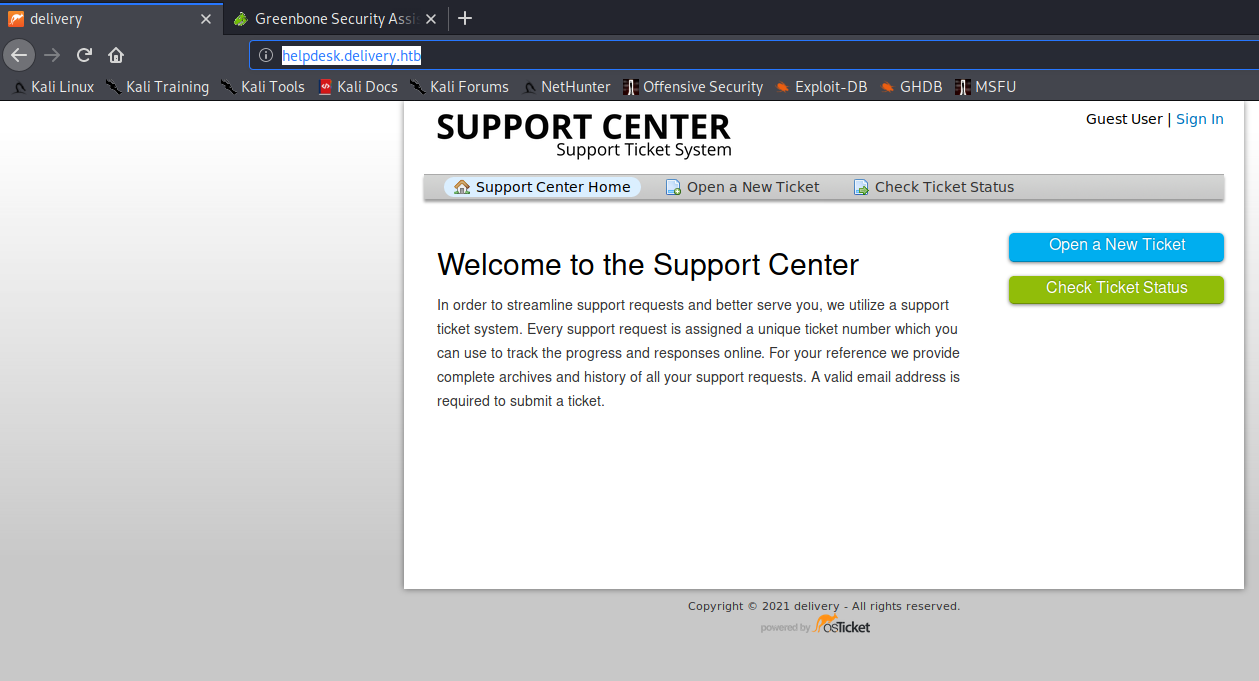 delivery
Greenbone Security Assis
helpdesk.delivery.htb
Kali Linux Kali Training Kali Tools Kali Docs Kali Forums NetHunter Offensive Security Exploit-DB GHDB MSFU
SUPPORT CENTER
Support Ticket System
Guest User | Sign In
Support Center Home Open a New Ticket Check Ticket Status
Open a New Ticket
Check Ticket Status
Welcome to the Support Center
In order to streamline support requests and better serve you, we utilize a support
ticket system. Every support request is assigned a unique ticket number which you
can use to track the progress and responses online. For your reference we provide
complete archives and history of all your support requests. A valid email address is
required to submit a ticket.
Copyright © 2021 delivery - All rights reserved.
powered by osTicket